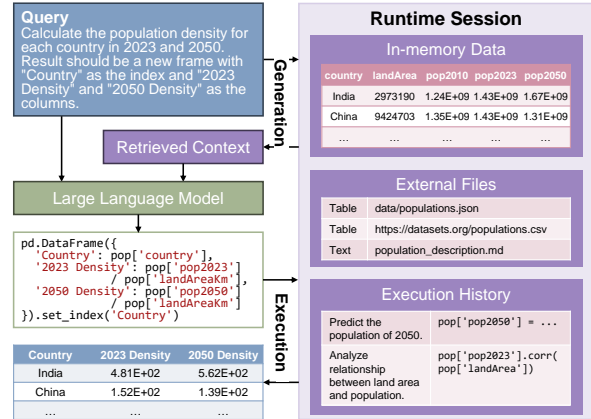 Query
Calculate the population density for
each country in 2023 and 2050.
Result should be a new frame with
"Country" as the index and "2023
Density" and "2050 Density" as the
columns.
Generation
Retrieved Context
Large Language Model
pd.DataFrame({
'Country': pop['country'],
'2023 Density': pop['pop2023']
/ pop['landAreaKm'],
'2050 Density': pop['pop2050']
/ pop['landAreaKm']
}).set_index('Country')
Execution
Country 2023 Density 2050 Density
India 4.81E+02 5.62E+02
China 1.52E+02 1.39E+02
... ... ...
Runtime Session
In-memory Data
country landArea pop2010 pop2023 pop2050
India 2973190 1.24E+09 1.43E+09 1.67E+09
China 9424703 1.35E+09 1.43E+09 1.31E+09
... ... ... ... ...
External Files
Table data/populations.json
Table https://datasets.org/populations.csv
Text population_description.md
Execution History
Predict the pop['pop2050'] = ...
population of 2050.
Analyze pop['pop2023'].corr(
relationship pop['landArea'])
between land area
and population.